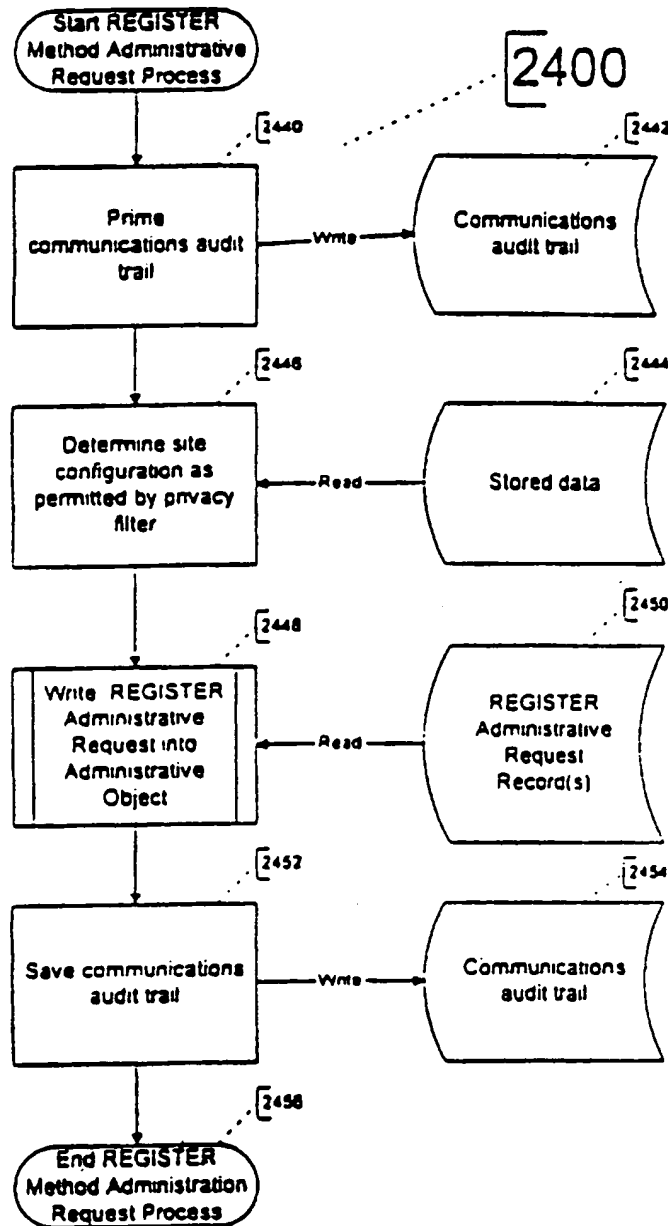 Start REGISTER
Method Administrative
Request Process
2400
2440
2442
Prime
communications audit
trail
Write
Communications
audit trail
2446
2444
Determine site
configuration as
permitted by privacy
filter
Read
Stored data
2448
2450
Write REGISTER
Administrative
Request into
Administrative
Object
Read
REGISTER
Administrative
Request
Record(s)
2452
2454
Save communications
audit trail
Write
Communications
audit trail
2456
End REGISTER
Method Administration
Request Process